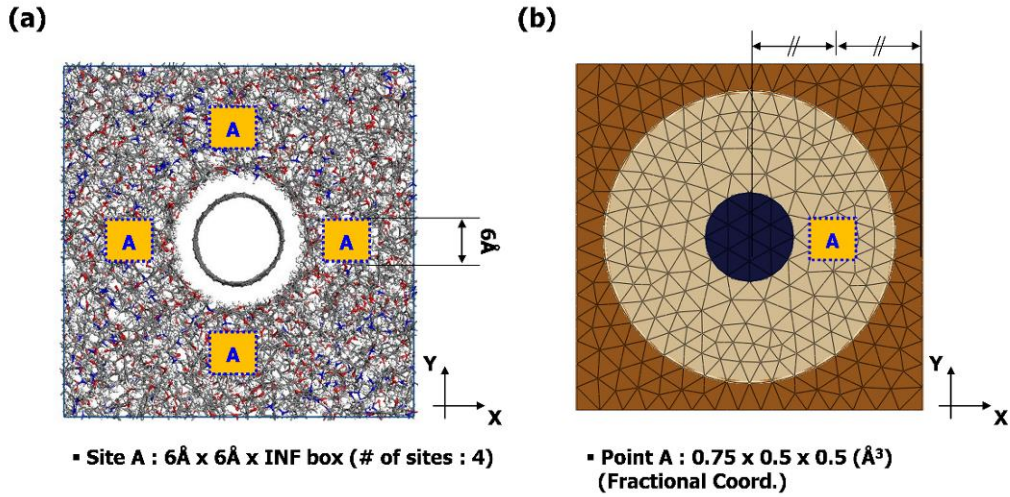 (a)
(b)
A
A
A
A
6Å
A
Y
X
Y
X
▪ Site A : 6Å x 6Å x INF box (# of sites : 4)
▪ Point A : 0.75 x 0.5 x 0.5 (Å³)
(Fractional Coord.)